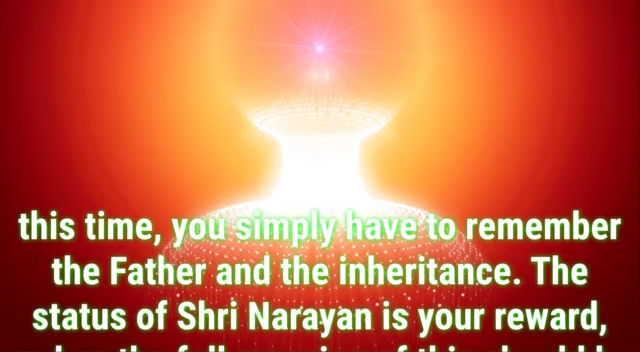 this time, you simply have to remember
the Father and the inheritance. The
status of Shri Narayan is your reward,